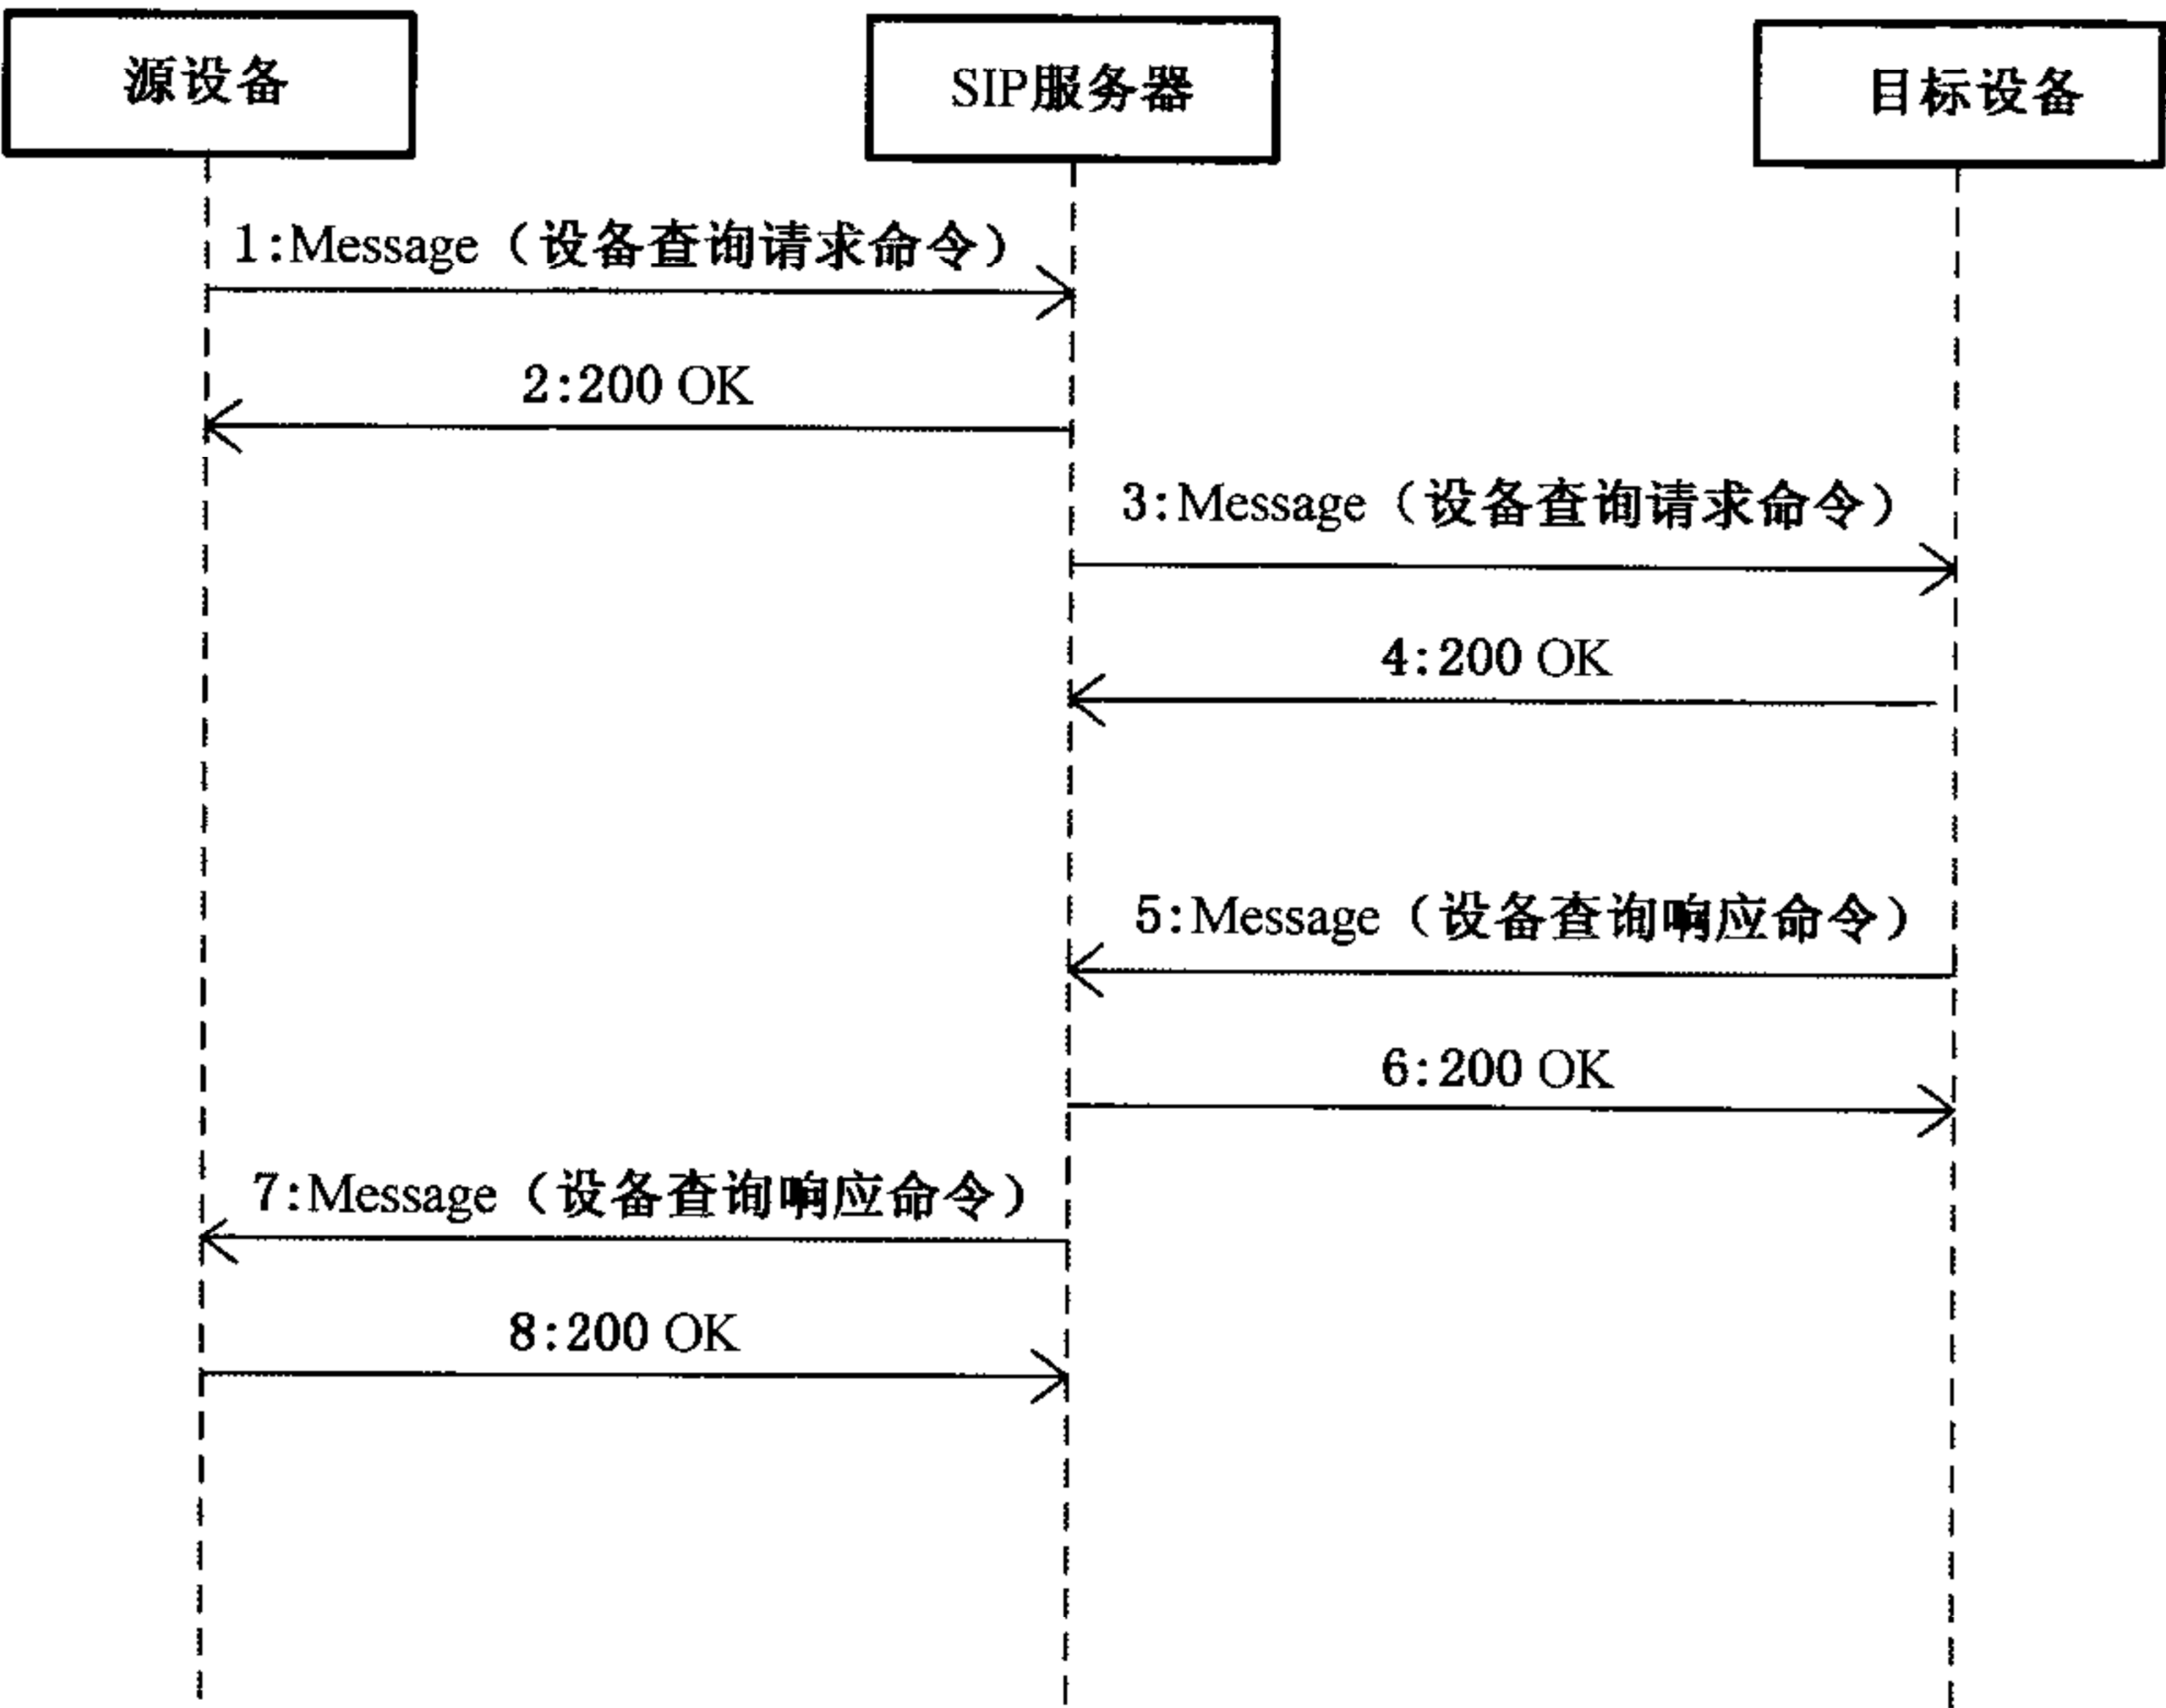 源设备
SIP服务器
目标设备
1:Message（设备查询请求命令）
2:200 OK
3:Message（设备查询请求命令）
4:200 OK
5:Message（设备查询响应命令）
6:200 OK
7:Message（设备查询响应命令）
8:200 OK